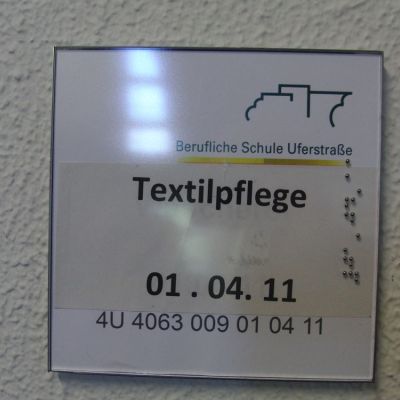 Berufliche Schule Uferstraße
Textilpflege
01 . 04. 11
4U 4063 009 01 04 11